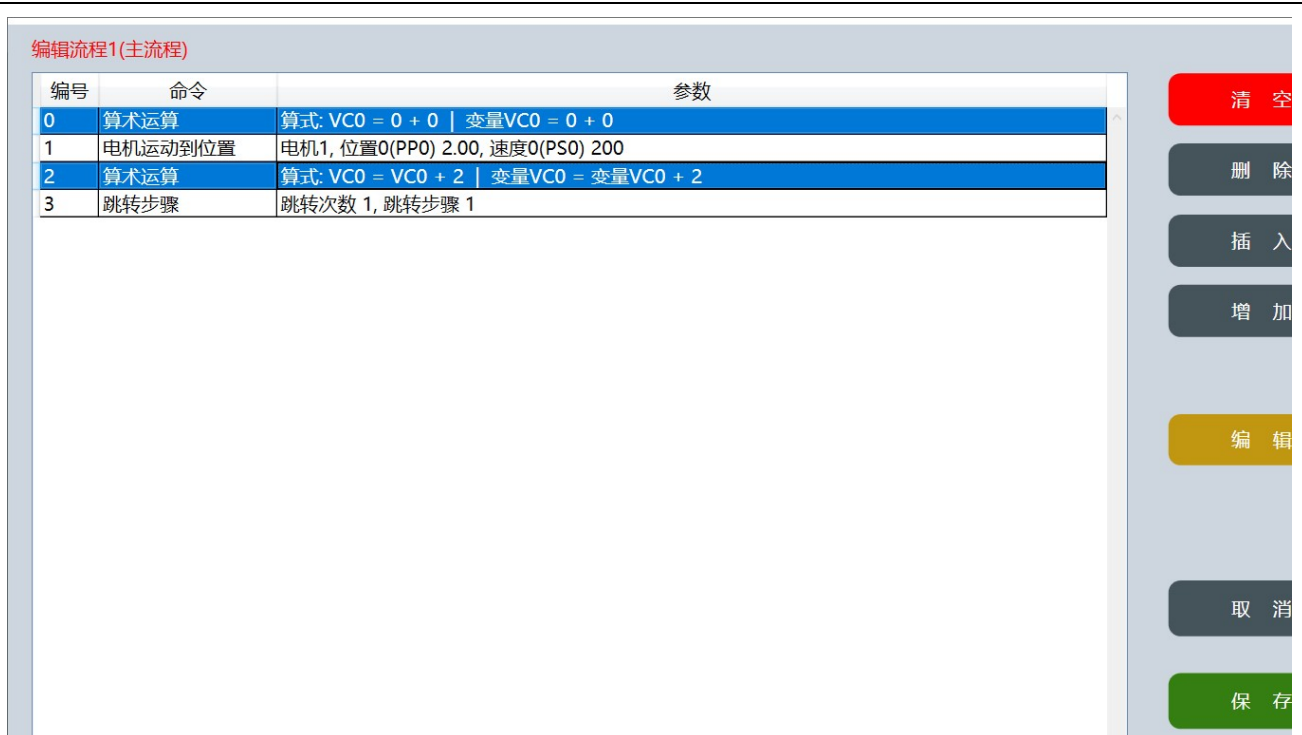 编辑流程1(主流程)
编号 命令 参数
0 算术运算 算式: VC0 = 0 + 0 | 变量VC0 = 0 + 0
1 电机运动到位置 电机1, 位置0(PP0) 2.00, 速度0(PS0) 200
2 算术运算 算式: VC0 = VC0 + 2 | 变量VC0 = 变量VC0 + 2
3 跳转步骤 跳转次数 1, 跳转步骤 1
清 空
删 除
插 入
增 加
编 辑
取 消
保 存